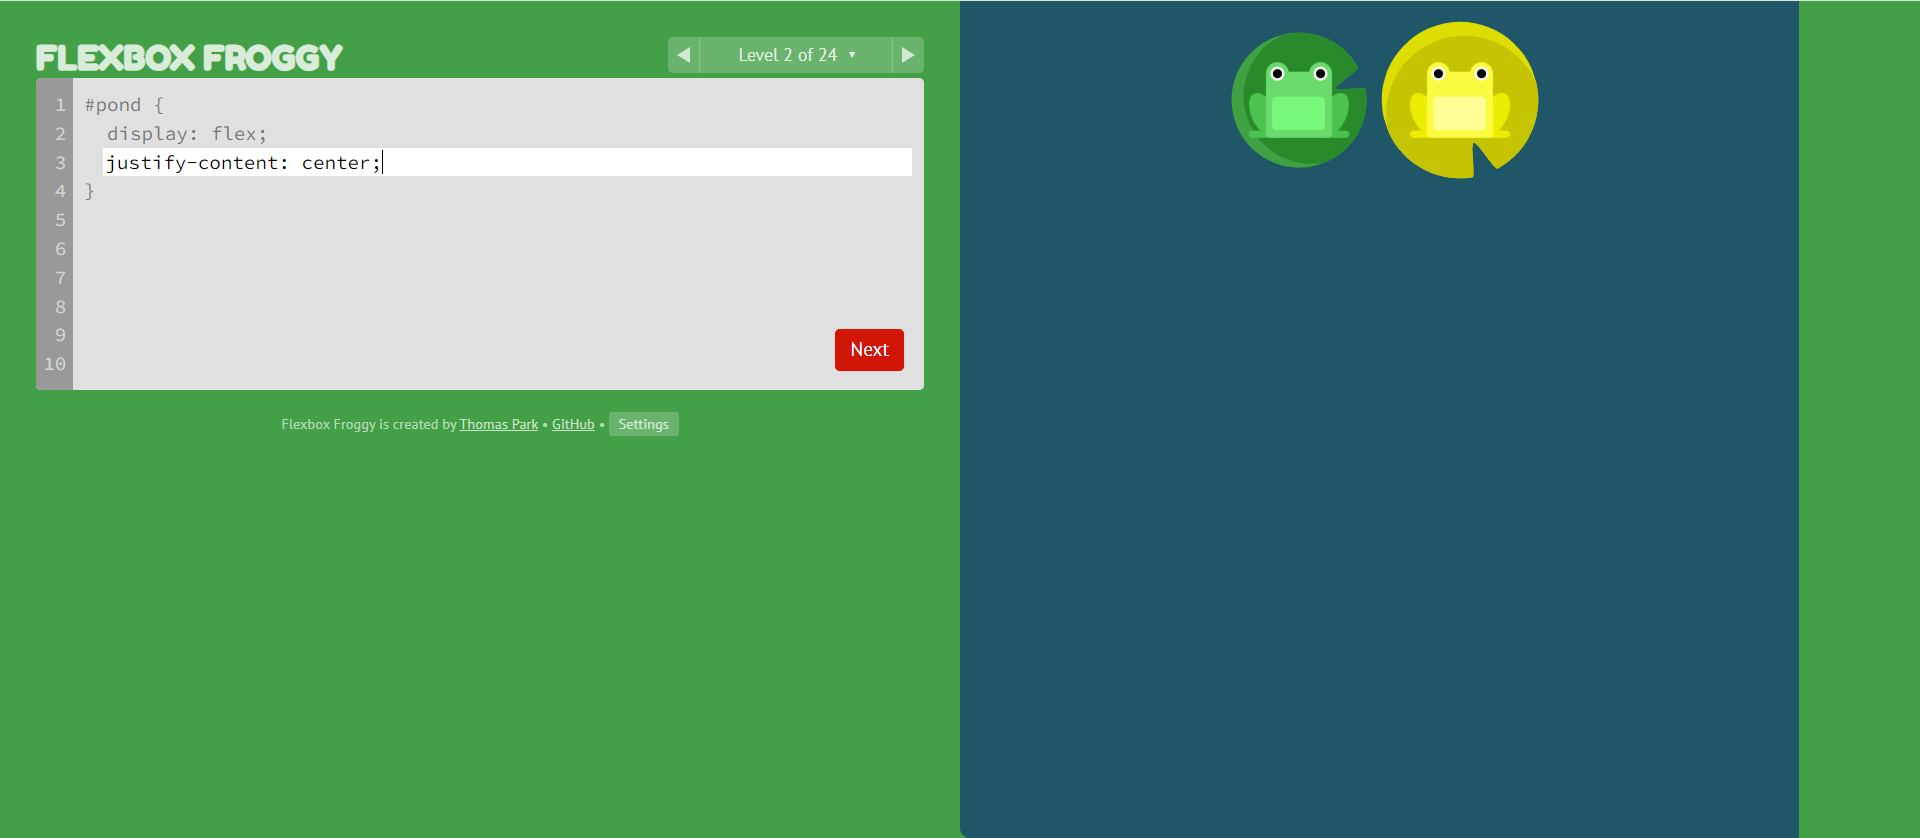 FLEXBOX FROGGY
◀ Level 2 of 24 ▼ ▶
1 #pond {
2   display: flex;
3   justify-content: center;
4 }
5
6
7
8
9
10
Next
Flexbox Froggy is created by Thomas Park • GitHub • Settings